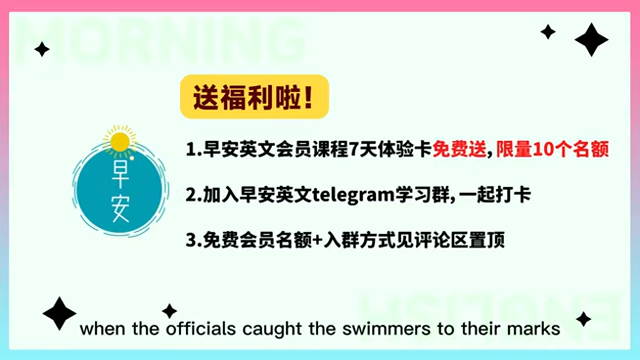 MORNING
送福利啦！
1.早安英文会员课程7天体验卡免费送，限量10个名额
早安
2.加入早安英文telegram学习群，一起打卡
3.免费会员名额+入群方式见评论区置顶
ENGLISH
when the officials caught the swimmers to their marks